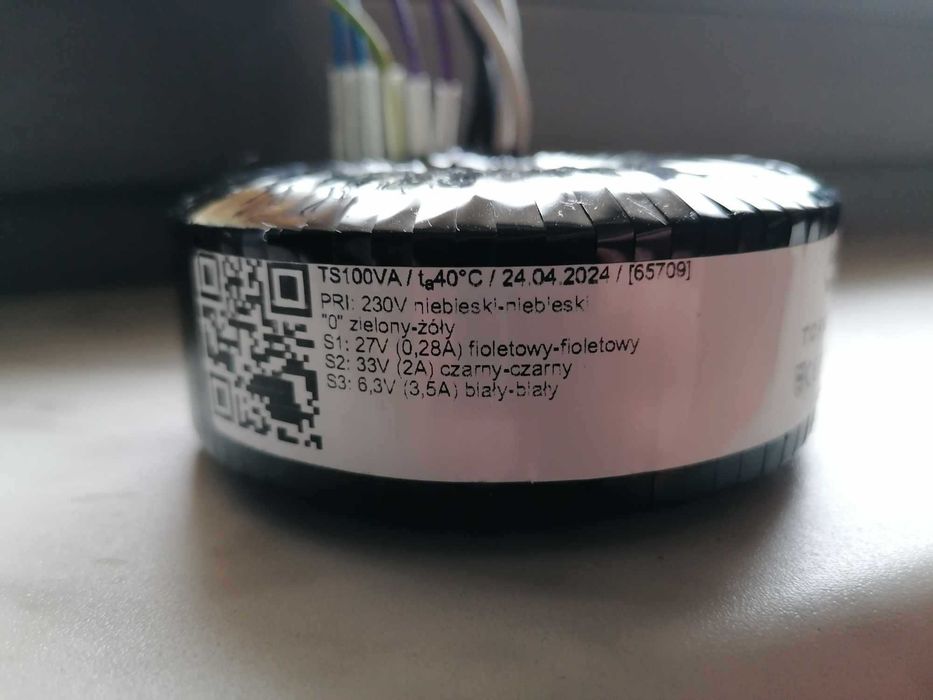 TS100VA / ta40°C / 24.04.2024 / [65709]
PRI: 230V niebieski-niebieski
"0" zielony-żóły
S1: 27V (0,28A) fioletowy-fioletowy
S2: 33V (2A) czarny-czarny
S3: 6,3V (3,5A) biały-biały